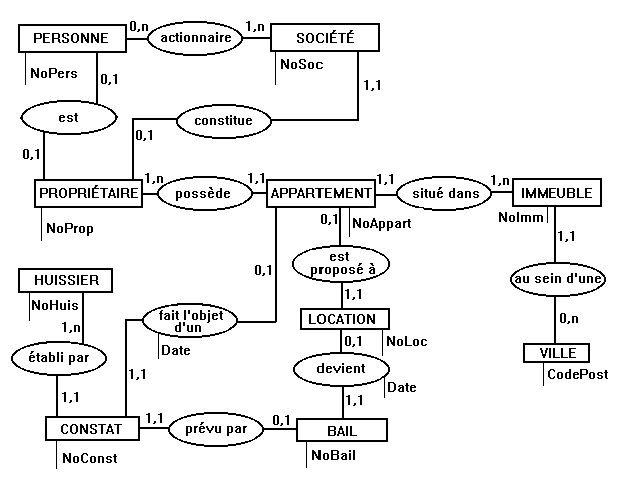 PERSONNE 0,n actionnaire 1,n SOCIÉTÉ
NoPers 0,1 NoSoc 1,1
est constitue
0,1 0,1
PROPRIÉTAIRE 1,n possède 1,1 APPARTEMENT 1,1 situé dans 1,n IMMEUBLE
NoProp 0,1 NoAppart NoImm 1,1
0,1 est
proposé à
HUISSIER au sein d'une
NoHuis 1,1
1,n fait l'objet LOCATION 0,n
d'un
Date 0,1 NoLoc
établi par VILLE
1,1 devient CodePost
1,1 Date
1,1
CONSTAT 1,1 prévu par 0,1 BAIL
NoConst NoBail